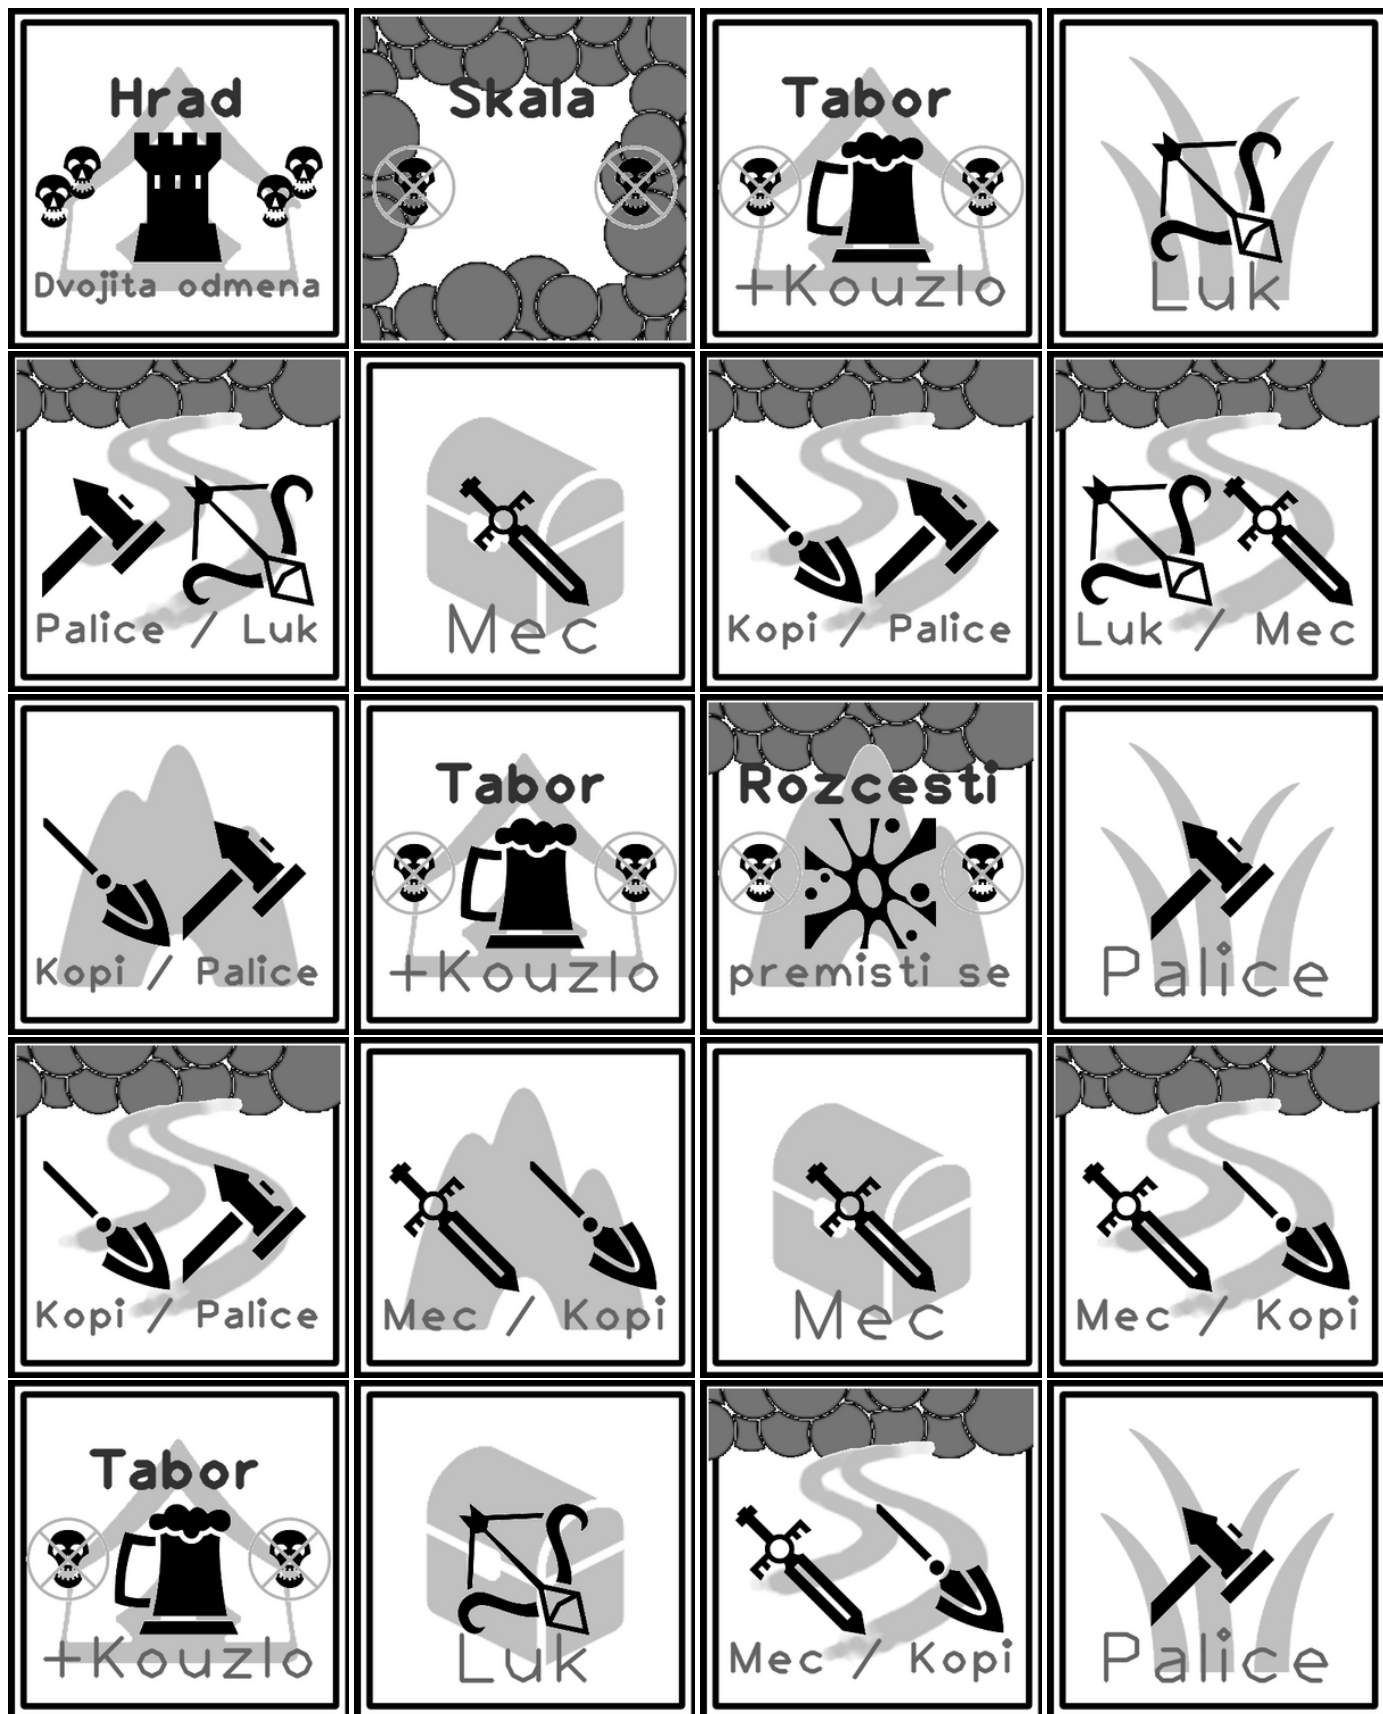 Hrad
Dvojita odmena
Skala
Tabor
+Kouzlo
Luk
Palice / Luk
Mec
Kopi / Palice
Luk / Mec
Kopi / Palice
Tabor
+Kouzlo
Rozcesti
premisti se
Palice
Kopi / Palice
Mec / Kopi
Mec
Mec / Kopi
Tabor
+Kouzlo
Luk
Mec / Kopi
Palice